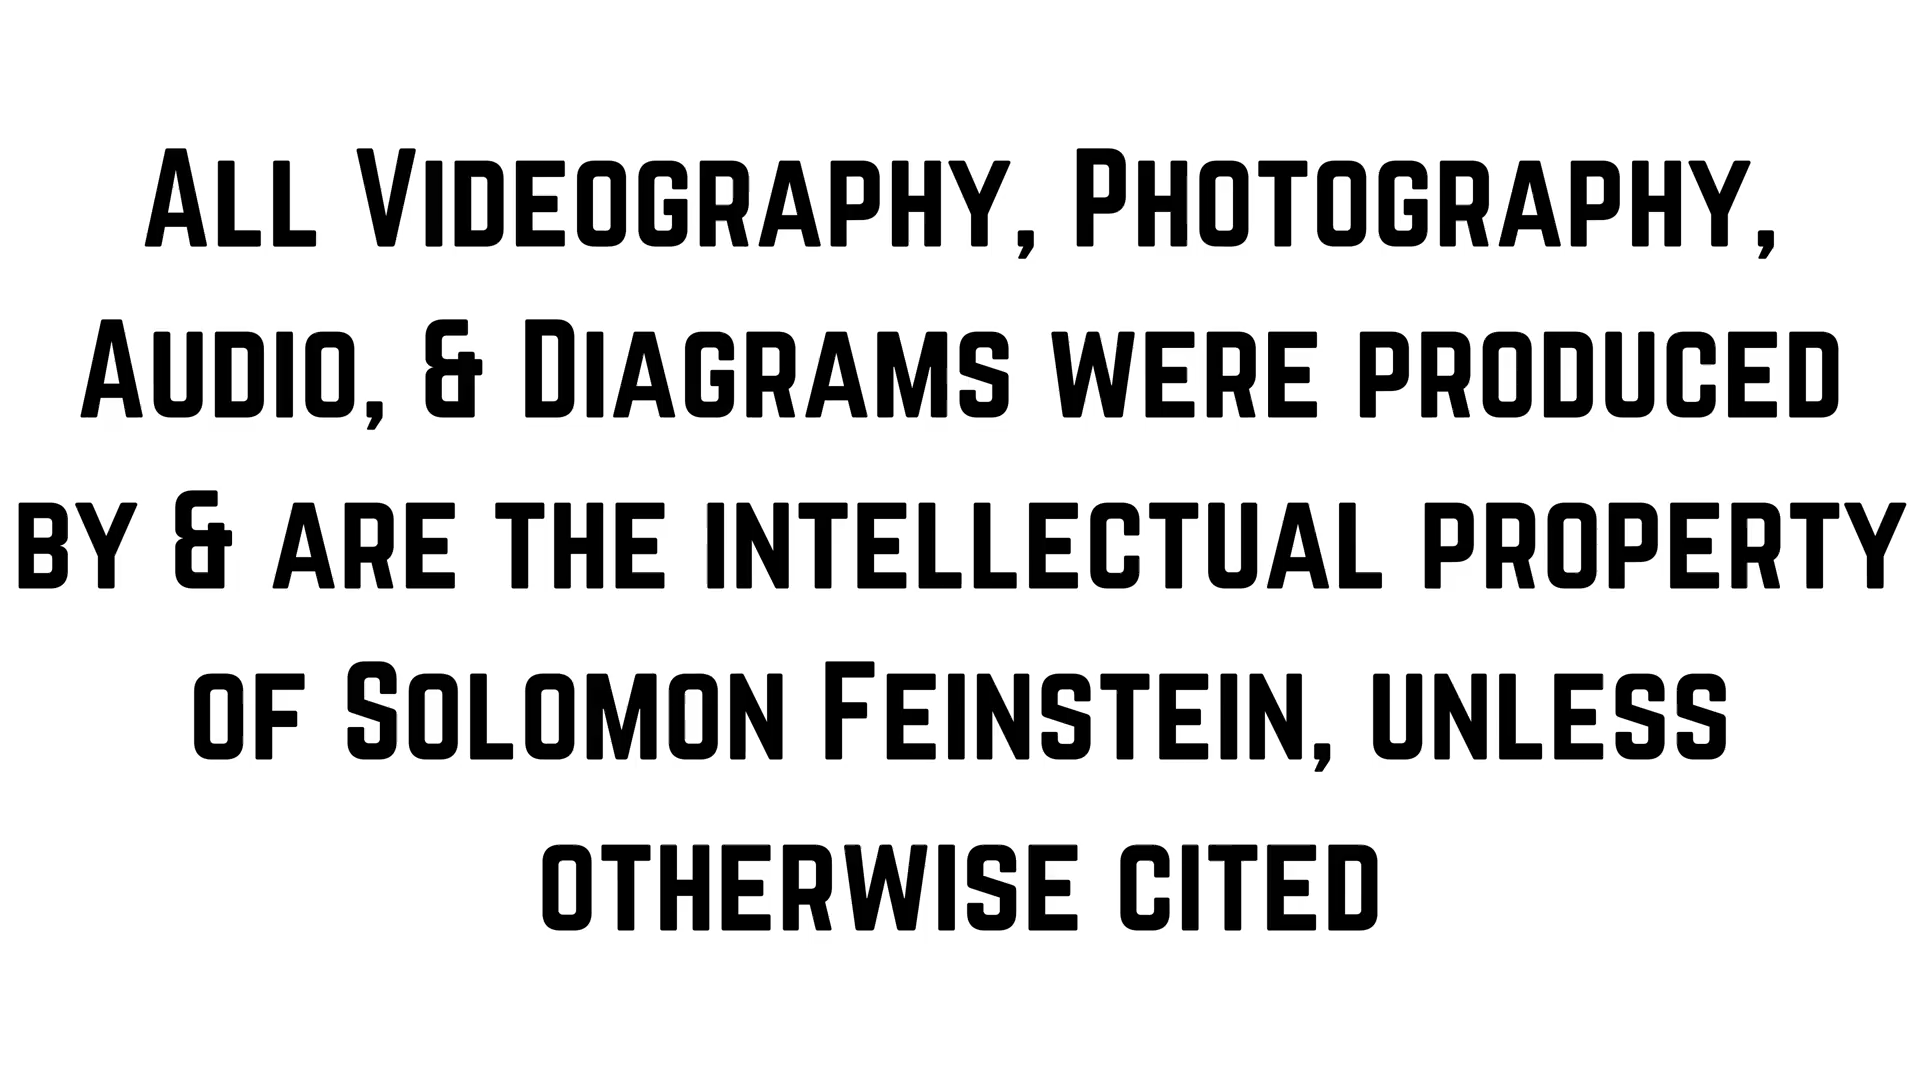 All Videography, Photography,
Audio, & Diagrams were produced
by & are the intellectual property
of Solomon Feinstein, unless
otherwise cited